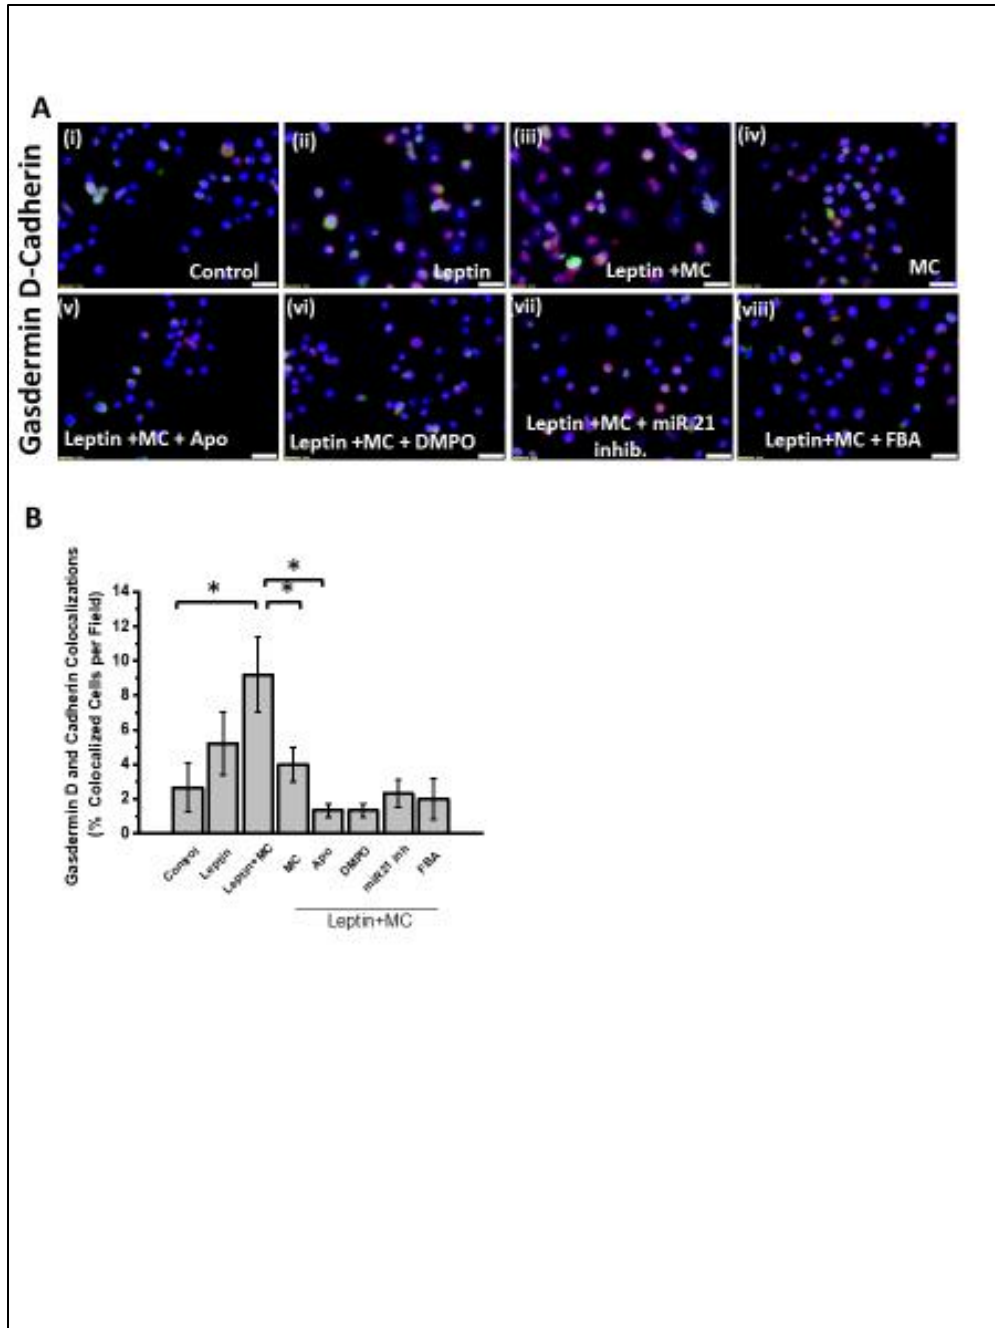 A
Gasdermin D-Cadherin
(i)
Control
(ii)
Leptin
(iii)
Leptin +MC
(iv)
MC
(v)
Leptin +MC + Apo
(vi)
Leptin +MC + DMPO
(vii)
Leptin +MC + miR 21
inhib.
(viii)
Leptin+MC + FBA
B
Gasdermin D and Cadherin Colocalizations
(% Colocalized Cells per Field)
14
12
10
8
6
4
2
0
*
*
*
Control
Leptin
Leptin+MC
MC
Apo
DMPO
miR21 inh
FBA
Leptin+MC